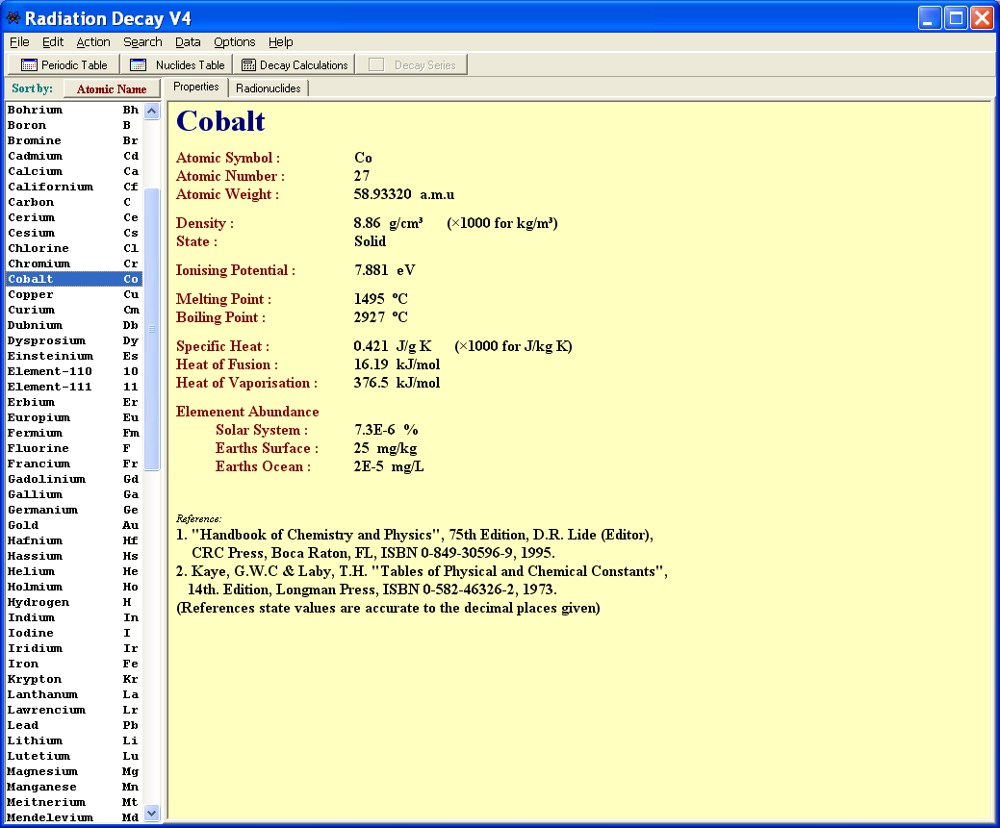 Radiation Decay V4
File Edit Action Search Data Options Help
Periodic Table Nuclides Table Decay Calculations Decay Series
Sort by: Atomic Name
Properties Radionuclides
Bohrium Bh
Boron B
Bromine Br
Cadmium Cd
Calcium Ca
Californium Cf
Carbon C
Cerium Ce
Cesium Cs
Chlorine Cl
Chromium Cr
Cobalt Co
Copper Cu
Curium Cm
Dubnium Db
Dysprosium Dy
Einsteinium Es
Element-110 10
Element-111 11
Erbium Er
Europium Eu
Fermium Fm
Fluorine F
Francium Fr
Gadolinium Gd
Gallium Ga
Germanium Ge
Gold Au
Hafnium Hf
Hassium Hs
Helium He
Holmium Ho
Hydrogen H
Indium In
Iodine I
Iridium Ir
Iron Fe
Krypton Kr
Lanthanum La
Lawrencium Lr
Lead Pb
Lithium Li
Lutetium Lu
Magnesium Mg
Manganese Mn
Meitnerium Mt
Mendelevium Md
Cobalt
Atomic Symbol : Co
Atomic Number : 27
Atomic Weight : 58.93320 a.m.u
Density : 8.86 g/cm³ (×1000 for kg/m³)
State : Solid
Ionising Potential : 7.881 eV
Melting Point : 1495 ºC
Boiling Point : 2927 ºC
Specific Heat : 0.421 J/g K (×1000 for J/kg K)
Heat of Fusion : 16.19 kJ/mol
Heat of Vaporisation : 376.5 kJ/mol
Elemenent Abundance
Solar System : 7.3E-6 %
Earths Surface : 25 mg/kg
Earths Ocean : 2E-5 mg/L
Reference:
1. "Handbook of Chemistry and Physics", 75th Edition, D.R. Lide (Editor),
CRC Press, Boca Raton, FL, ISBN 0-849-30596-9, 1995.
2. Kaye, G.W.C & Laby, T.H. "Tables of Physical and Chemical Constants",
14th. Edition, Longman Press, ISBN 0-582-46326-2, 1973.
(References state values are accurate to the decimal places given)